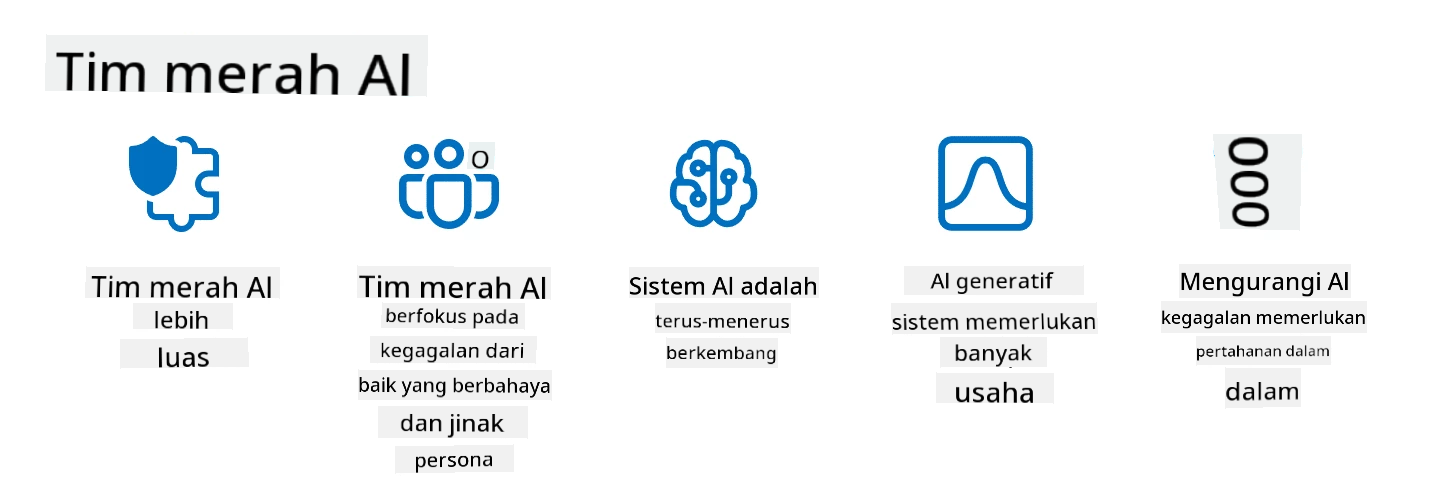 Tim merah AI
O
000
Tim merah AI
lebih
luas
Tim merah AI
berfokus pada
kegagalan dari
baik yang berbahaya
dan jinak
persona
Sistem AI adalah
terus-menerus
berkembang
AI generatif
sistem memerlukan
banyak
usaha
Mengurangi AI
kegagalan memerlukan
pertahanan dalam
dalam